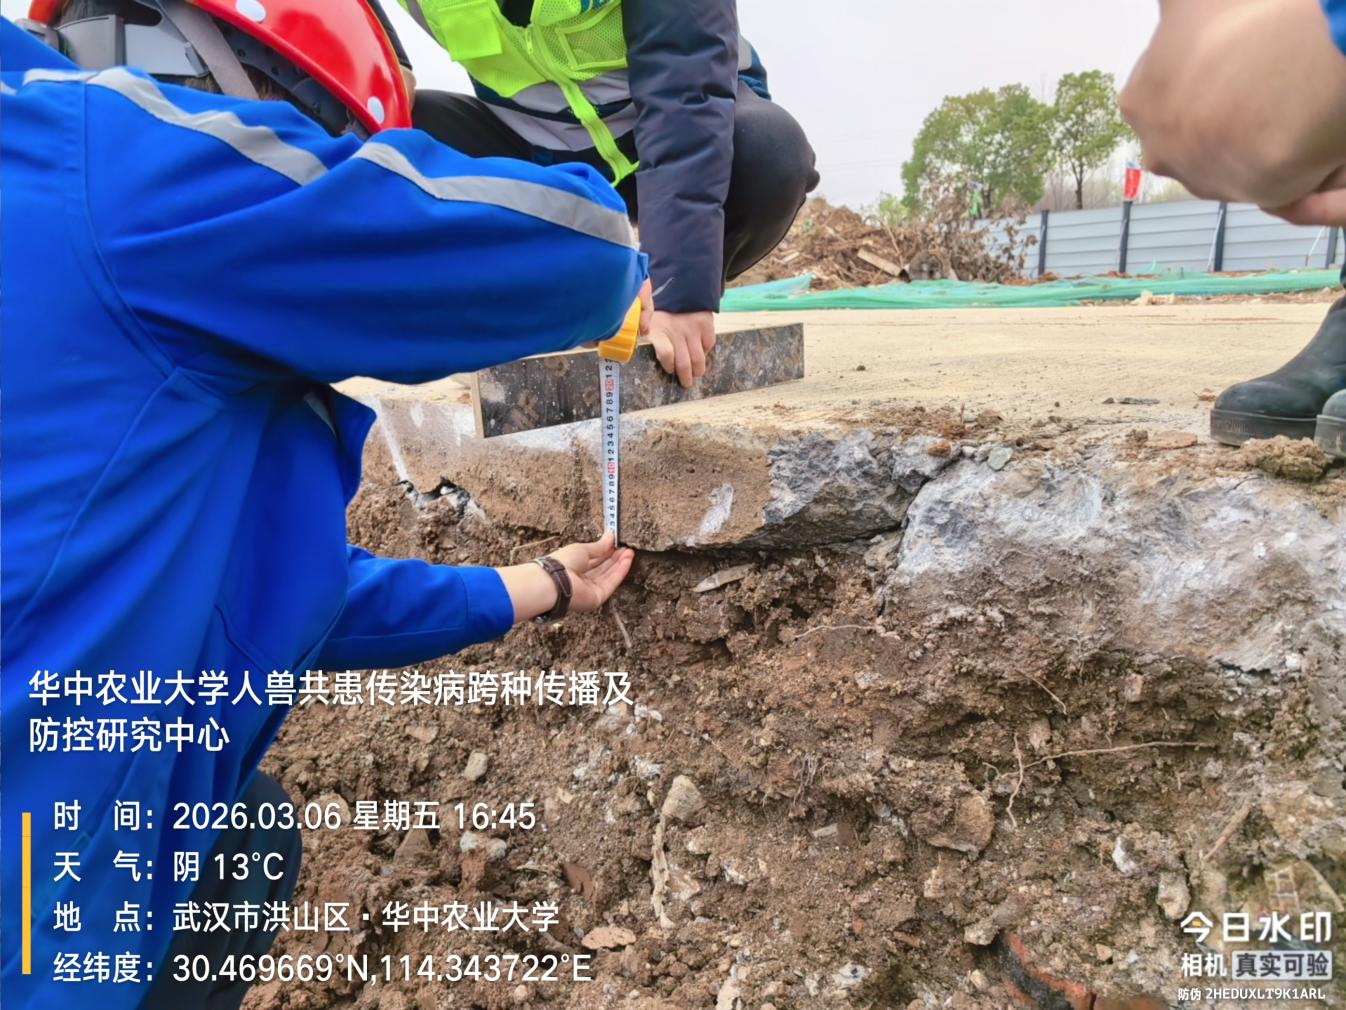 华中农业大学人兽共患传染病跨种传播及
防控研究中心
时 间：2026.03.06 星期五 16:45
天 气：阴 13°C
地 点：武汉市洪山区·华中农业大学
经纬度：30.469669°N,114.343722°E
今日水印
相机 真实可验
防伪 2HEDUXLT9K1ARL